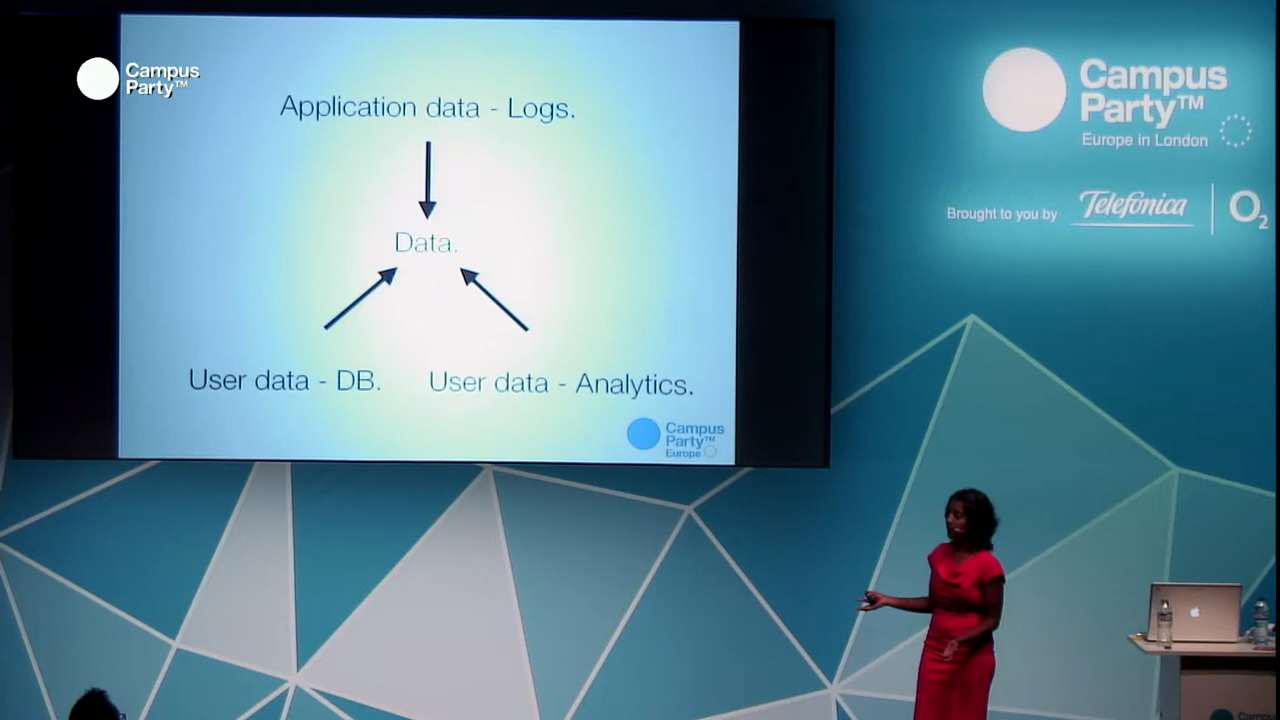 Campus
Party™
Application data - Logs.
Data.
User data - DB.
User data - Analytics.
Campus
Party™
Europe
Campus
Party™
Europe in London
Brought to you by
Telefónica
O2